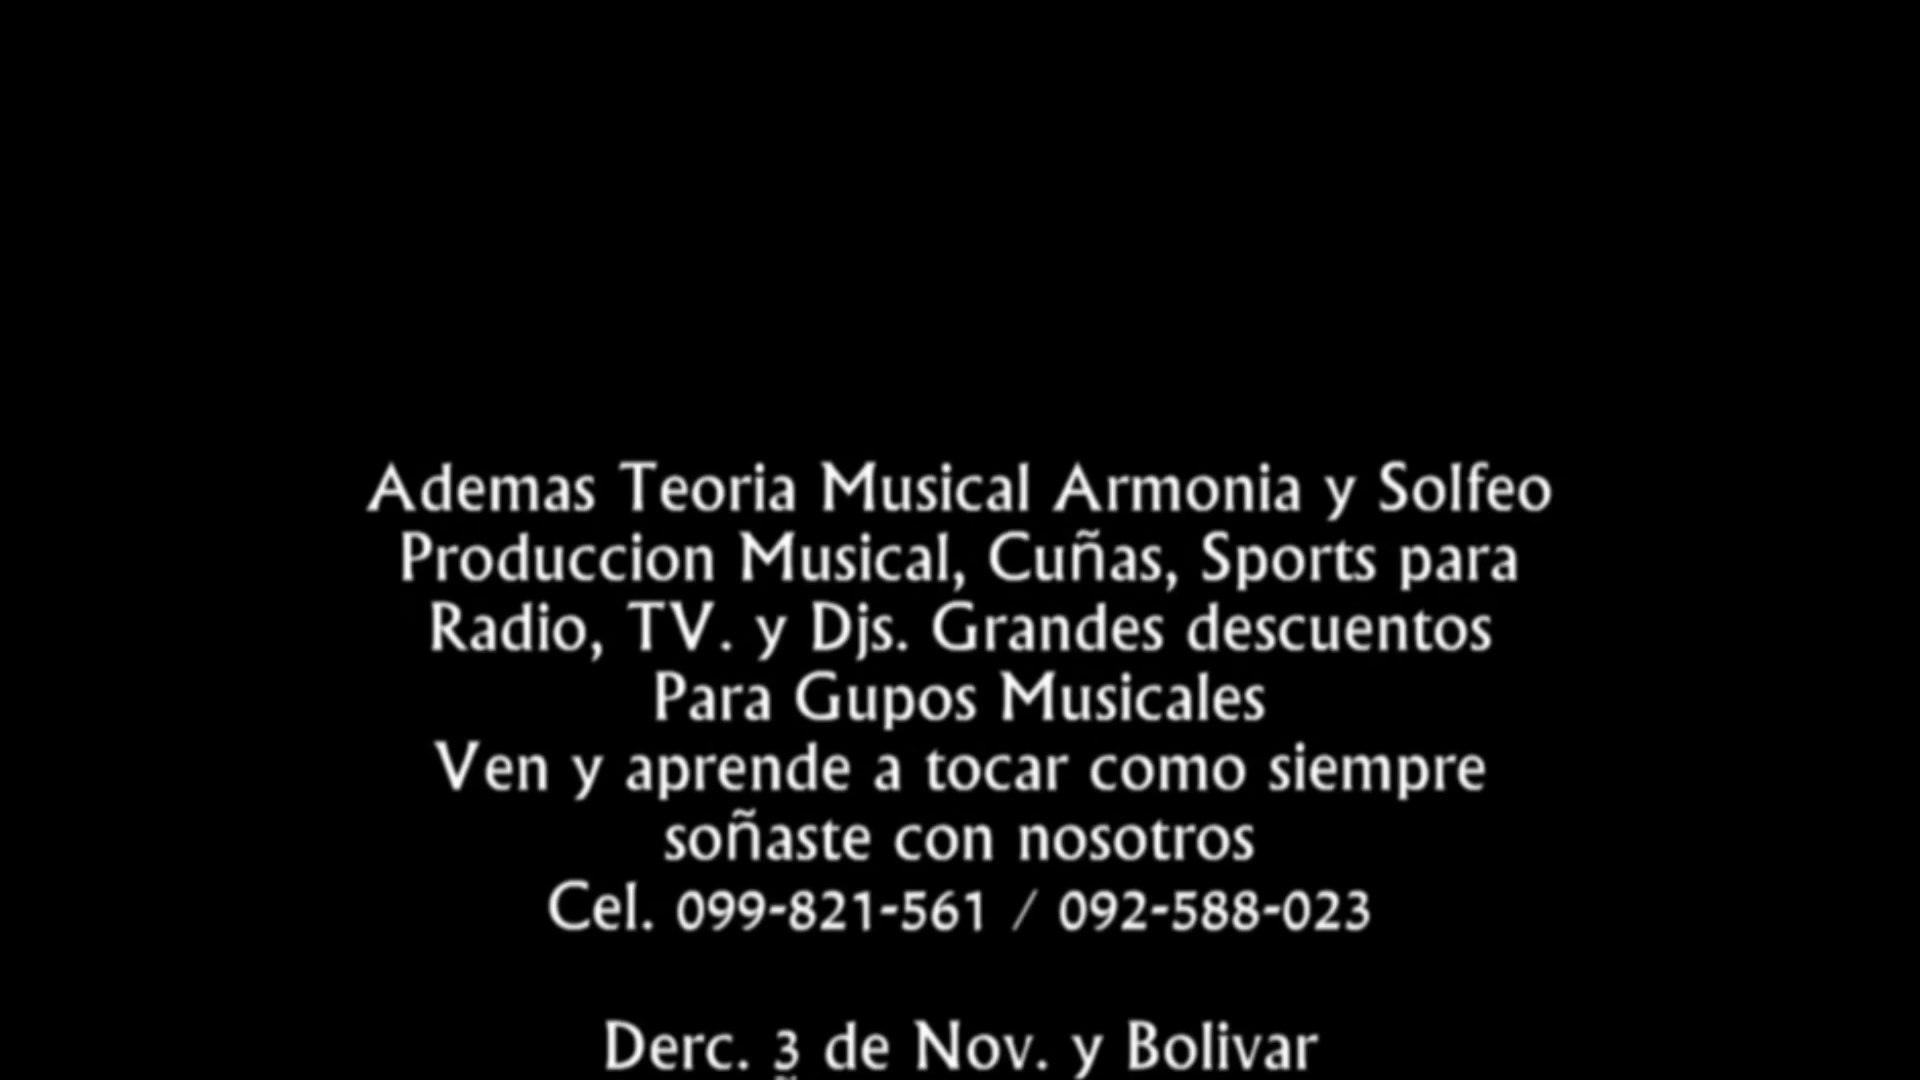 Ademas Teoria Musical Armonia y Solfeo
Produccion Musical, Cuñas, Sports para
Radio, TV. y Djs. Grandes descuentos
Para Gupos Musicales
Ven y aprende a tocar como siempre
soñaste con nosotros
Cel. 099-821-561 / 092-588-023
Derc. 3 de Nov. y Bolivar